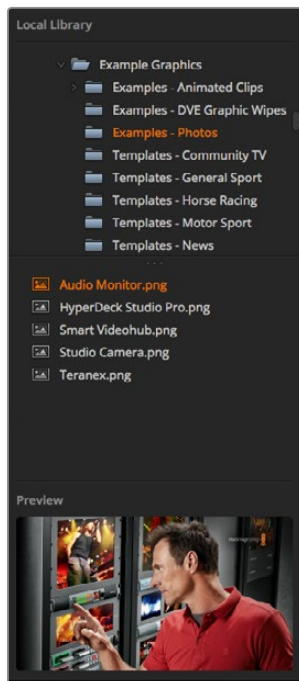 Local Library
Example Graphics
Examples - Animated Clips
Examples - DVE Graphic Wipes
Examples - Photos
Templates - Community TV
Templates - General Sport
Templates - Horse Racing
Templates - Motor Sport
Templates - News
Audio Monitor.png
HyperDeck Studio Pro.png
Smart Videohub.png
Studio Camera.png
Teranex.png
Preview